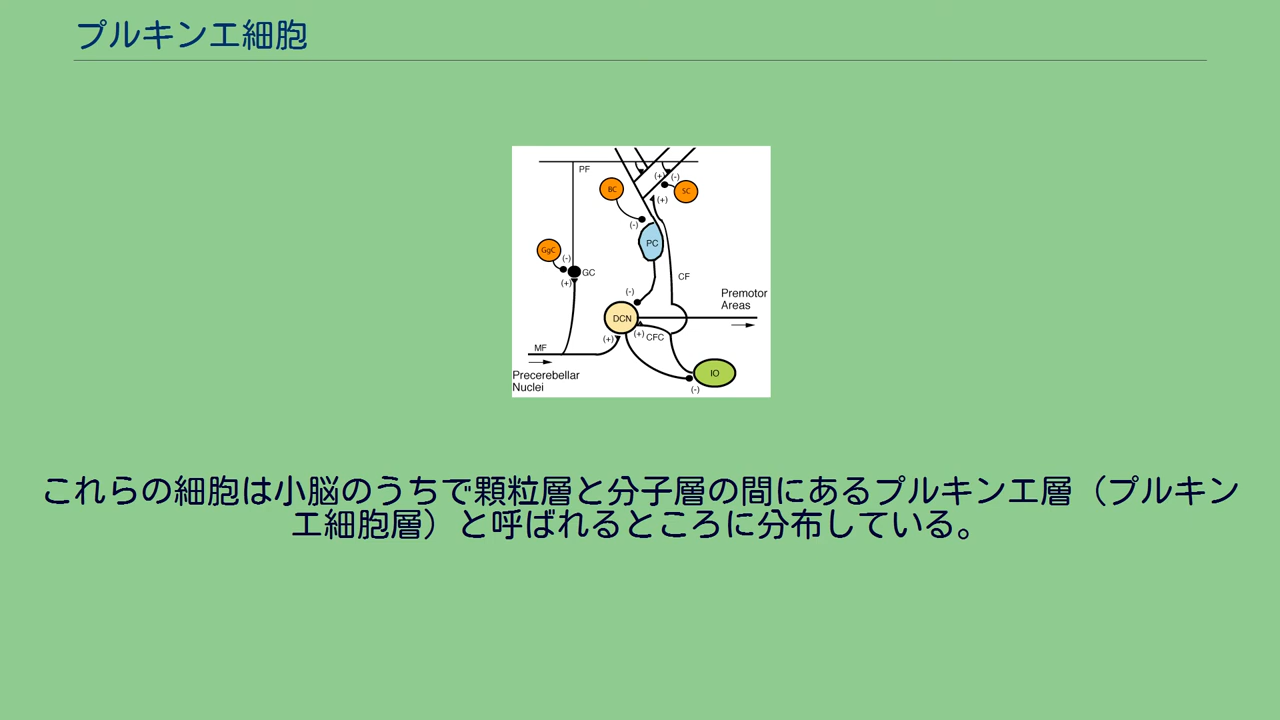 プルキンエ細胞
PF
(+)
(-)
BC
SC
(+)
(-)
PC
GgC
(-)
GC
(+)
CF
(-)
Premotor
Areas
DCN
(+)
(+)
CFC
MF
IO
Precerebellar
Nuclei
(-)
これらの細胞は小脳のうちで顆粒層と分子層の間にあるプルキンエ層（プルキン
エ細胞層）と呼ばれるところに分布している。